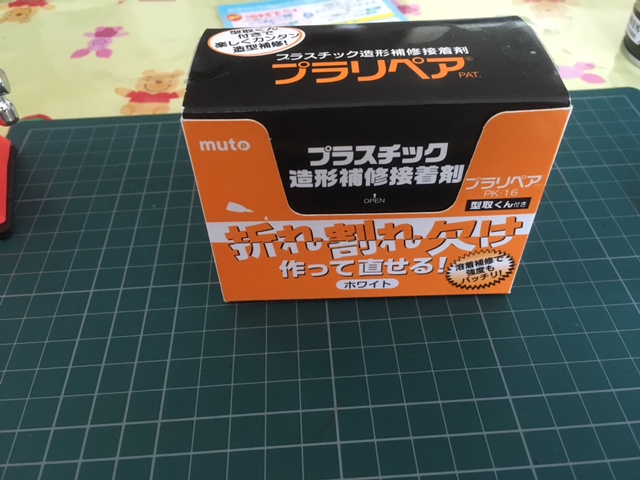 型取くん
付きで
楽しくカンタン
造型補修!
プラスチック造形補修接着剤
プラリペア®
PAT.
muto
プラスチック
造形補修接着剤
OPEN
プラリペア®
PK-16
型取くん付き
折れ割れ欠け
作って直せる!
溶着補修で
強度も
バッチリ!
ホワイト